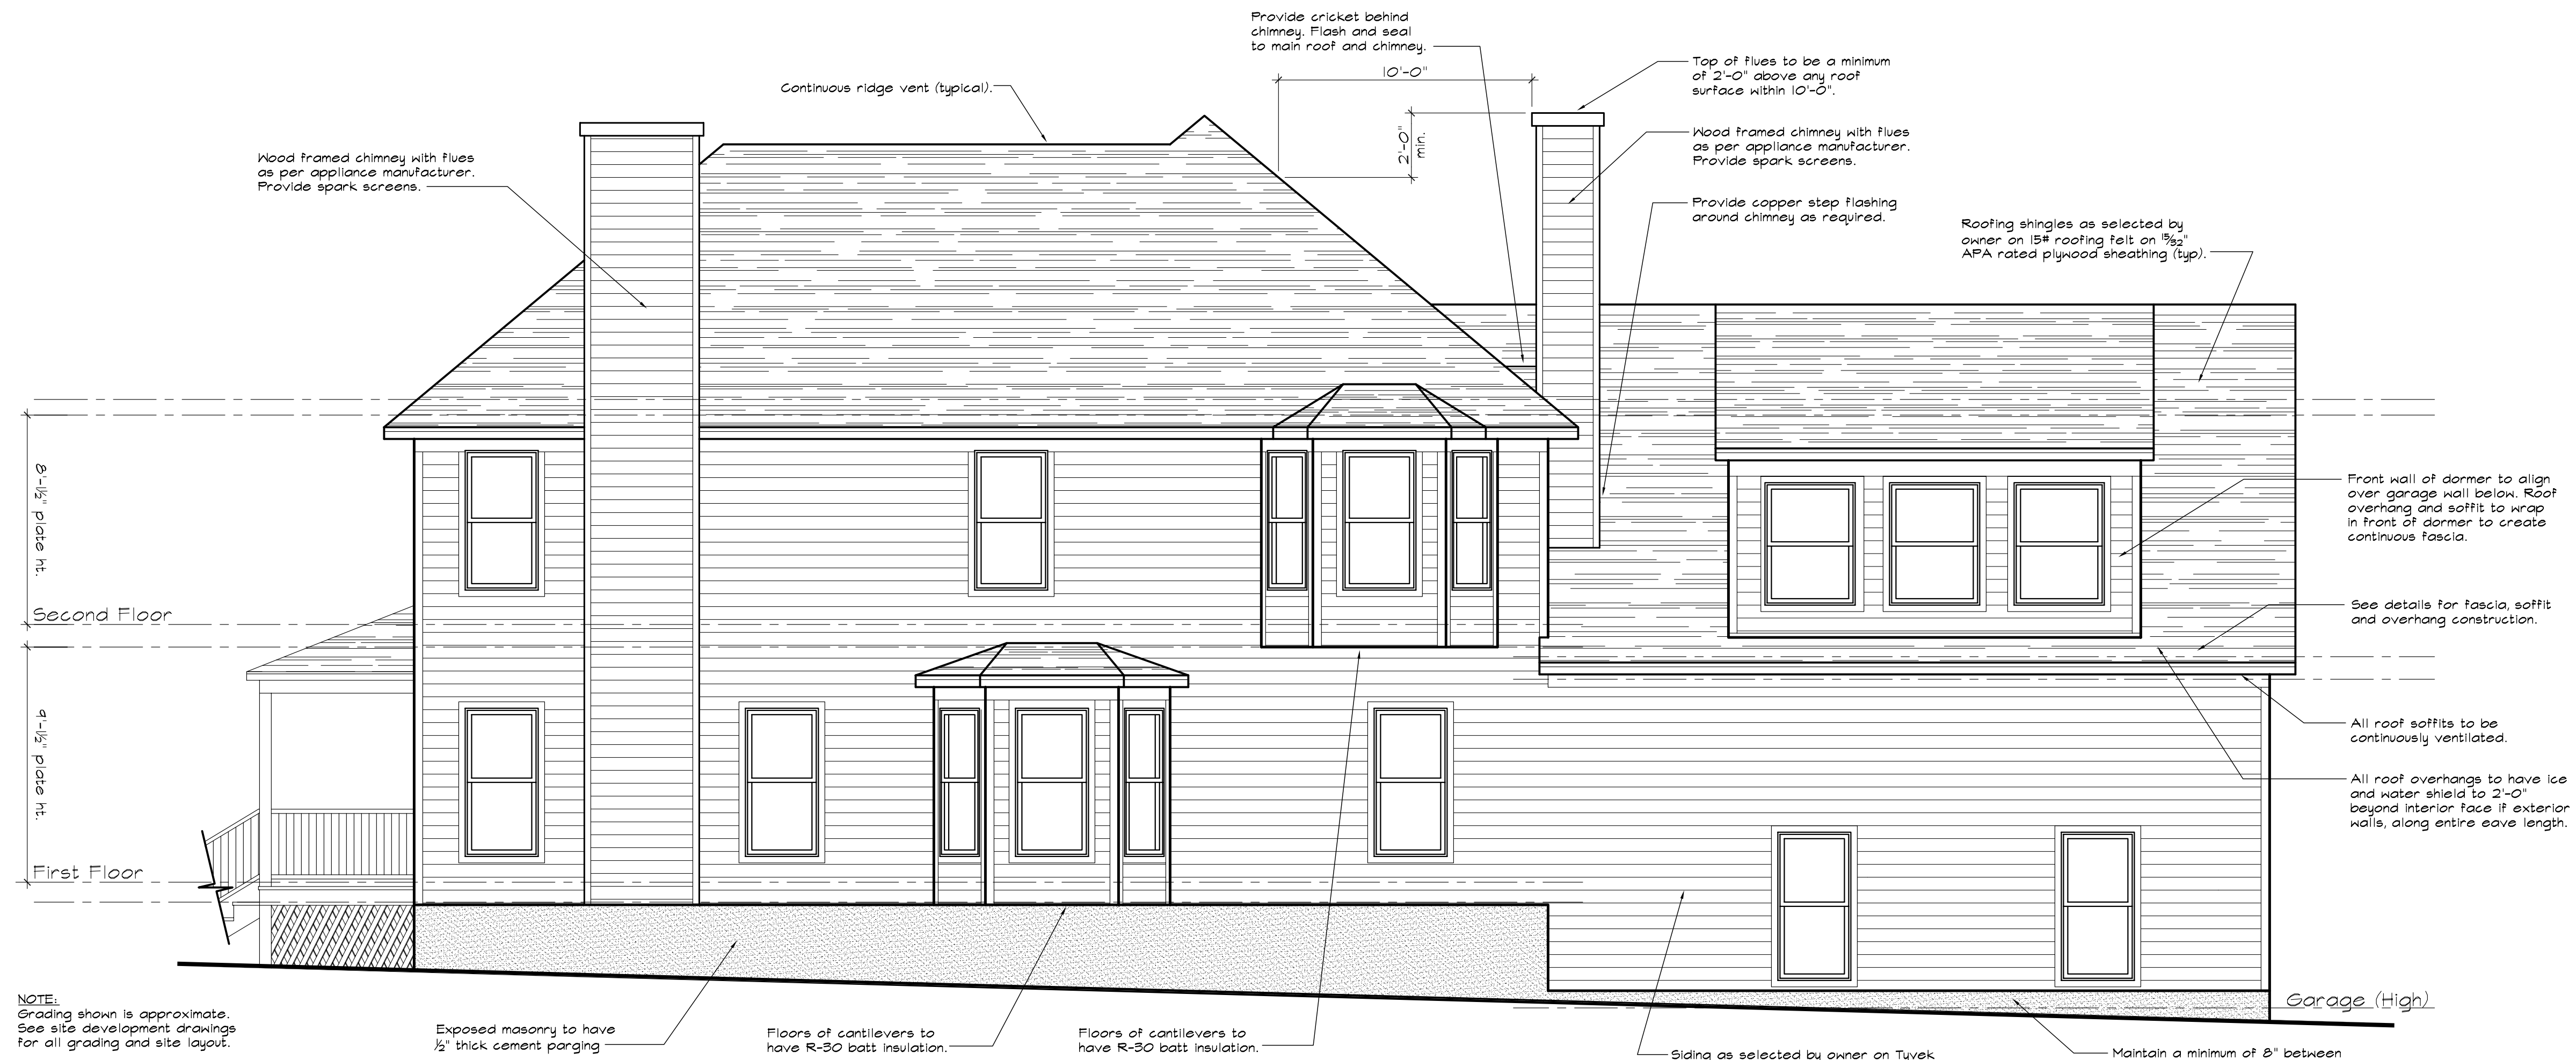 Provide cricket behind
chimney. Flash and seal
to main roof and chimney.
10'-0"
Top of flues to be a minimum
of 2'-0" above any roof
surface within 10'-0".
Continuous ridge vent (typical).
2'-0"
min.
Wood framed chimney with flues
as per appliance manufacturer.
Provide spark screens.
Wood framed chimney with flues
as per appliance manufacturer.
Provide spark screens.
Provide copper step flashing
around chimney as required.
Roofing shingles as selected by
owner on 15# roofing felt on 15/32"
APA rated plywood sheathing (typ).
8'-1½" plate ht.
Front wall of dormer to align
over garage wall below. Roof
overhang and soffit to wrap
in front of dormer to create
continuous fascia.
Second Floor
See details for fascia, soffit
and overhang construction.
9'-1½" plate ht.
All roof soffits to be
continuously ventilated.
All roof overhangs to have ice
and water shield to 2'-0"
beyond interior face if exterior
walls, along entire eave length.
First Floor
Garage (High)
NOTE:
Grading shown is approximate.
See site development drawings
for all grading and site layout.
Exposed masonry to have
½" thick cement parging
Floors of cantilevers to
have R-30 batt insulation.
Floors of cantilevers to
have R-30 batt insulation.
Siding as selected by owner on Tyvek
Maintain a minimum of 8" between